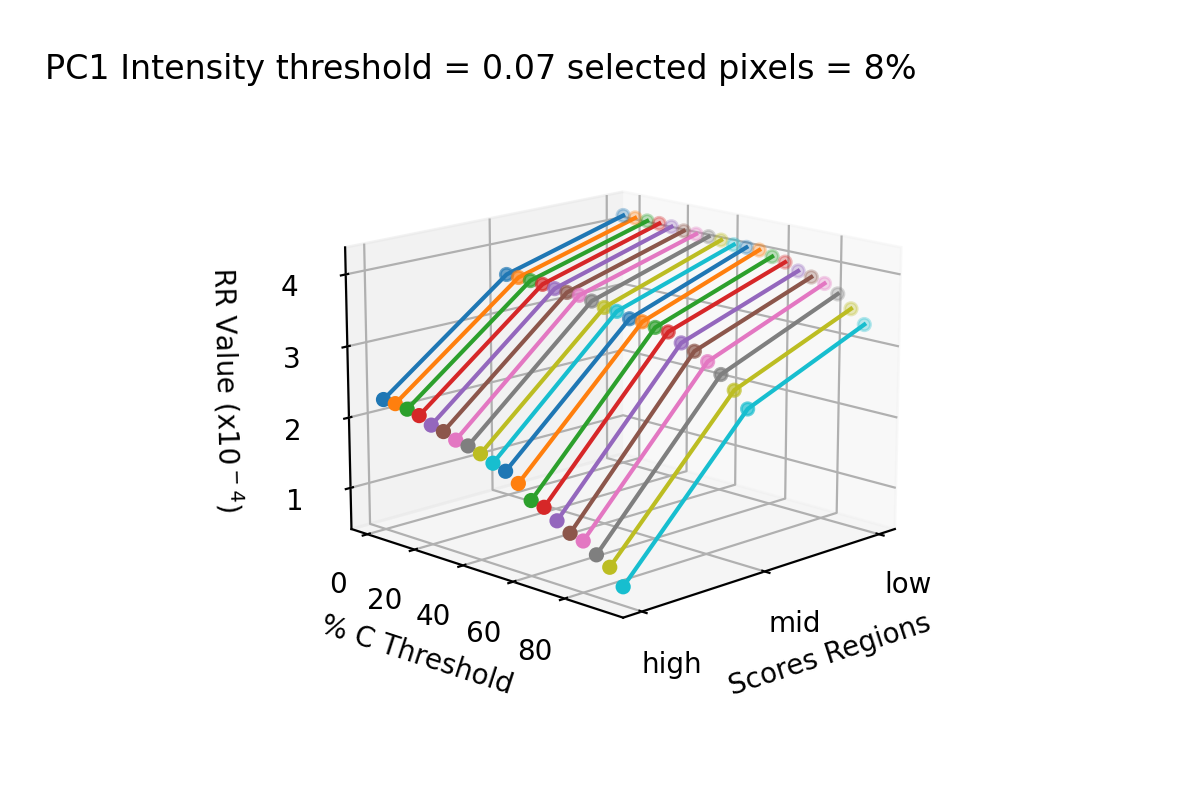 PC1 Intensity threshold = 0.07 selected pixels = 8%
RR Value (x10⁻⁴)
4
3
2
1
0
20
40
60
80
% C Threshold
high
mid
low
Scores Regions